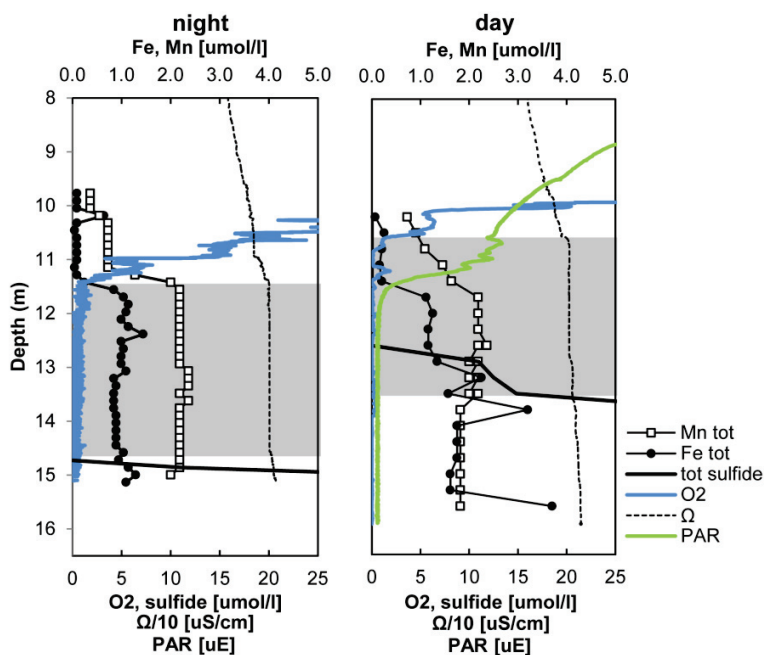 night
Fe, Mn [umol/l]
0.0 1.0 2.0 3.0 4.0 5.0
8
9
10
11
12
13
14
15
16
Depth (m)
0 5 10 15 20 25
O2, sulfide [umol/l]
Ω/10 [uS/cm]
PAR [uE]
day
Fe, Mn [umol/l]
0.0 1.0 2.0 3.0 4.0 5.0
0 5 10 15 20 25
O2, sulfide [umol/l]
Ω/10 [uS/cm]
PAR [uE]
Mn tot
Fe tot
tot sulfide
O2
Ω
PAR